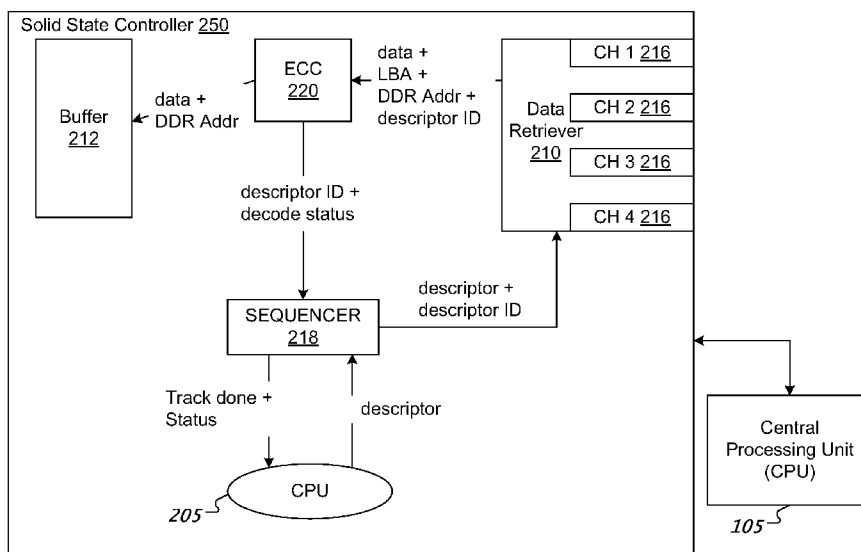 Solid State Controller 250
Buffer
212
data +
DDR Addr
ECC
220
data +
LBA +
DDR Addr +
descriptor ID
Data
Retriever
210
CH 1 216
CH 2 216
CH 3 216
CH 4 216
descriptor ID +
decode status
SEQUENCER
218
descriptor +
descriptor ID
Track done +
Status
descriptor
CPU
205
Central
Processing Unit
(CPU)
105